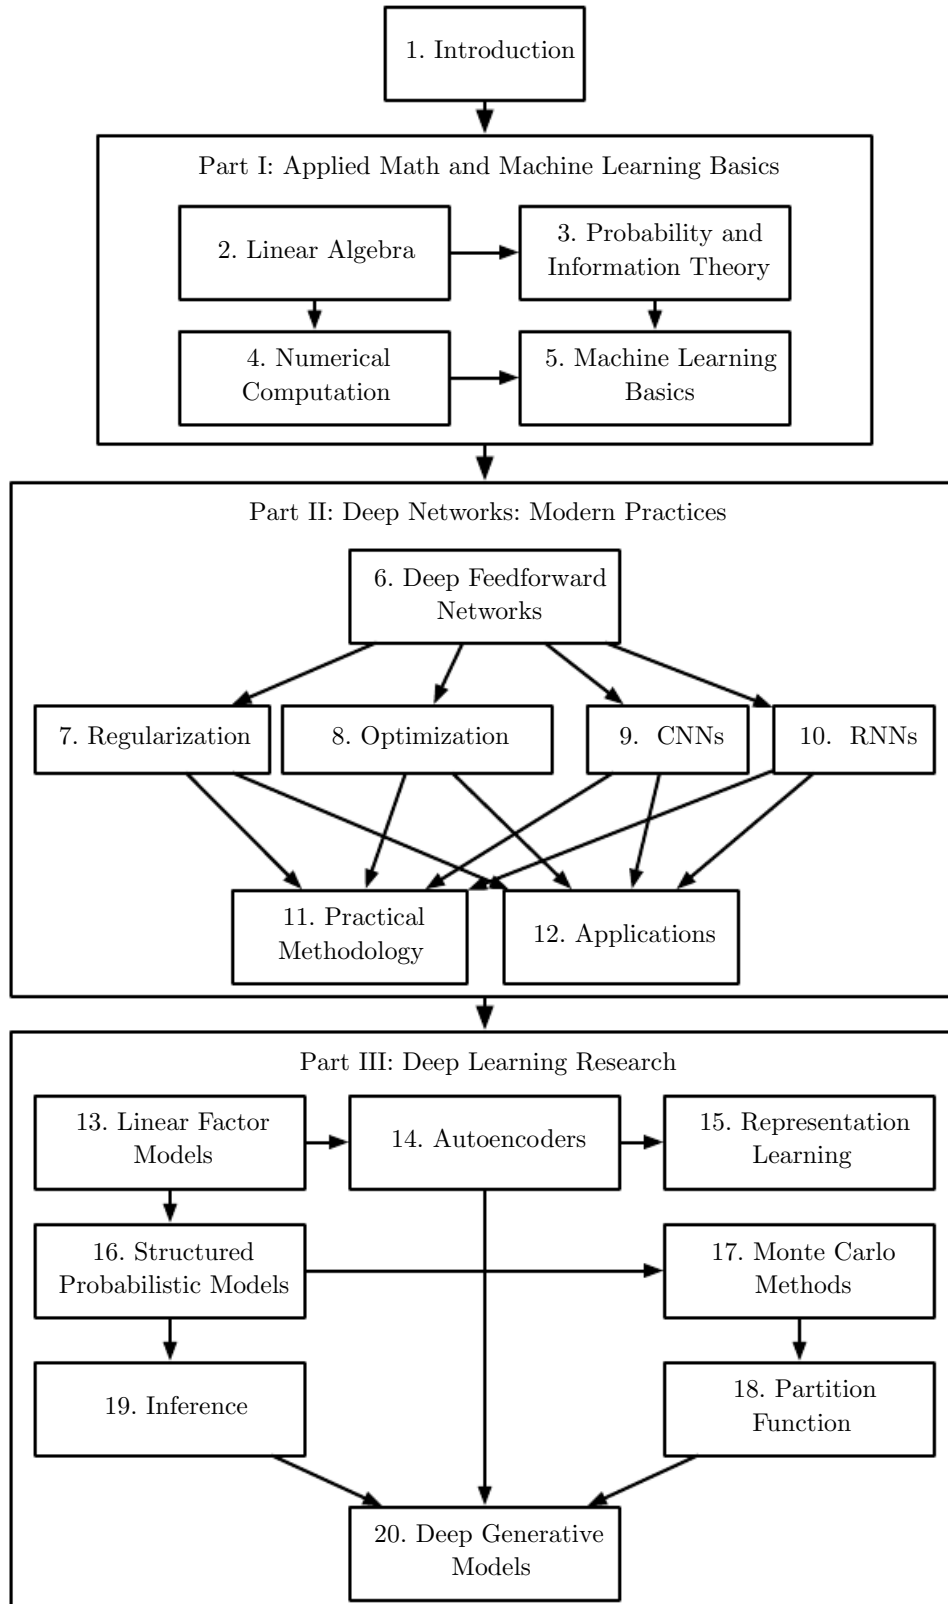 1. Introduction
Part I: Applied Math and Machine Learning Basics
2. Linear Algebra
3. Probability and
Information Theory
4. Numerical
Computation
5. Machine Learning
Basics
Part II: Deep Networks: Modern Practices
6. Deep Feedforward
Networks
7. Regularization
8. Optimization
9. CNNs
10. RNNs
11. Practical
Methodology
12. Applications
Part III: Deep Learning Research
13. Linear Factor
Models
14. Autoencoders
15. Representation
Learning
16. Structured
Probabilistic Models
17. Monte Carlo
Methods
19. Inference
18. Partition
Function
20. Deep Generative
Models